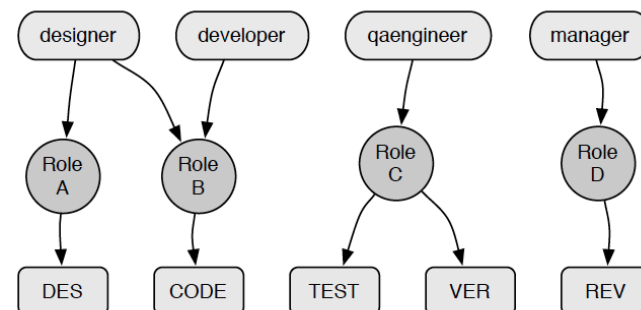 designer
developer
qaengineer
manager
Role
A
Role
B
Role
C
Role
D
DES
CODE
TEST
VER
REV